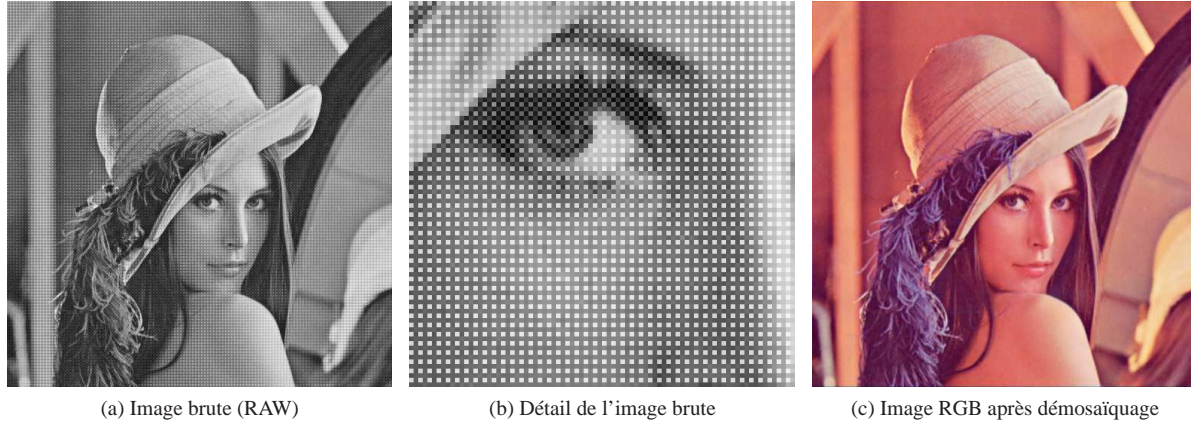 (a) Image brute (RAW)
(b) Détail de l'image brute
(c) Image RGB après démosaïquage